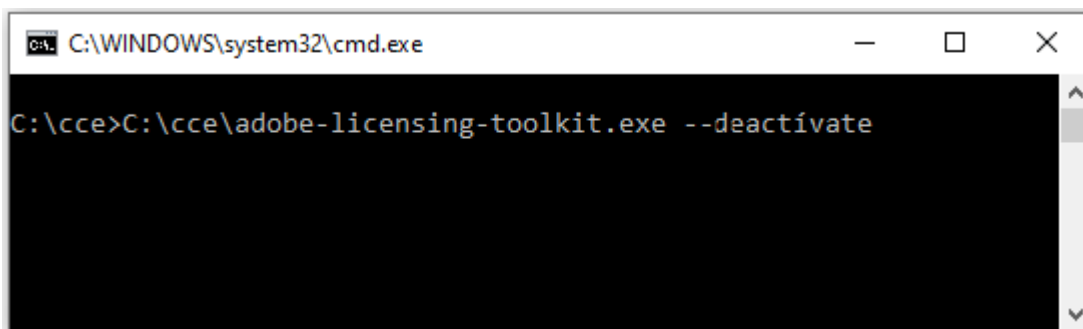 C:\WINDOWS\system32\cmd.exe
C:\cce>C:\cce\adobe-licensing-toolkit.exe --deactívate